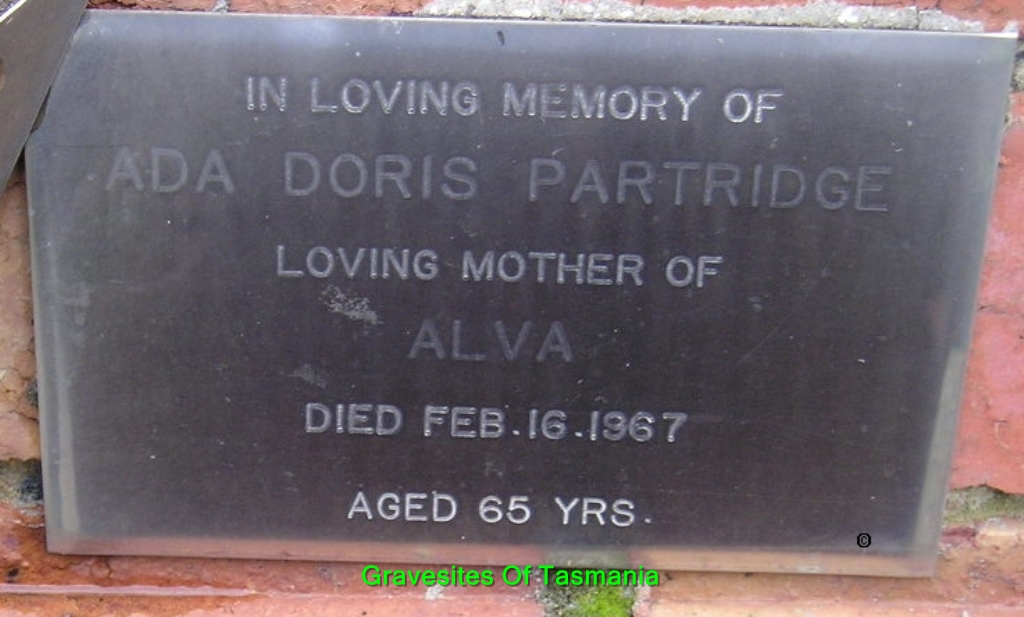 IN LOVING MEMORY OF
ADA DORIS PARTRIDGE
LOVING MOTHER OF
ALVA
DIED FEB.16.1967
AGED 65 YRS.
©
Gravesites Of Tasmania